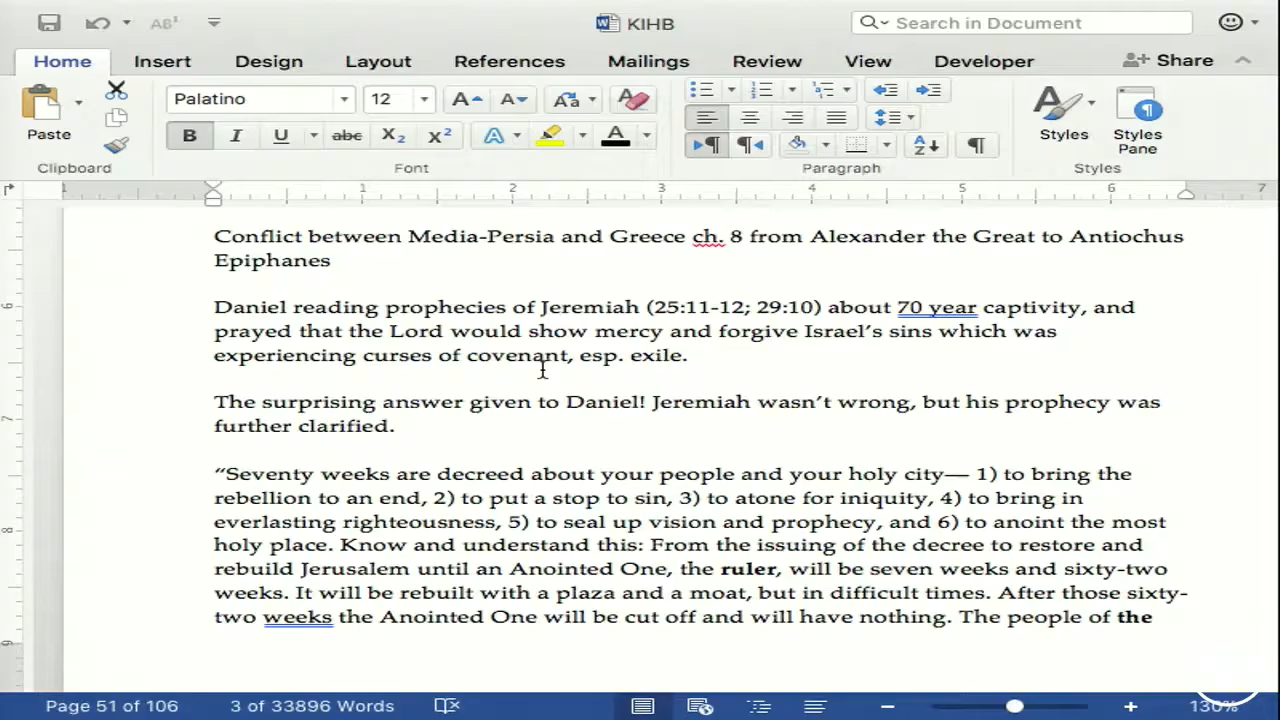 KIHB
Search in Document
Home Insert Design Layout References Mailings Review View Developer Share
Paste
Palatino 12
Styles
Styles Pane
Clipboard Font Paragraph Styles
1 1 2 3 4 5 6 7
Conflict between Media-Persia and Greece ch. 8 from Alexander the Great to Antiochus
Epiphanes
Daniel reading prophecies of Jeremiah (25:11-12; 29:10) about 70 year captivity, and
prayed that the Lord would show mercy and forgive Israel’s sins which was
experiencing curses of covenant, esp. exile.
The surprising answer given to Daniel! Jeremiah wasn’t wrong, but his prophecy was
further clarified.
“Seventy weeks are decreed about your people and your holy city— 1) to bring the
rebellion to an end, 2) to put a stop to sin, 3) to atone for iniquity, 4) to bring in
everlasting righteousness, 5) to seal up vision and prophecy, and 6) to anoint the most
holy place. Know and understand this: From the issuing of the decree to restore and
rebuild Jerusalem until an Anointed One, the ruler, will be seven weeks and sixty-two
weeks. It will be rebuilt with a plaza and a moat, but in difficult times. After those sixty-
two weeks the Anointed One will be cut off and will have nothing. The people of the
Page 51 of 106 3 of 33896 Words 130%